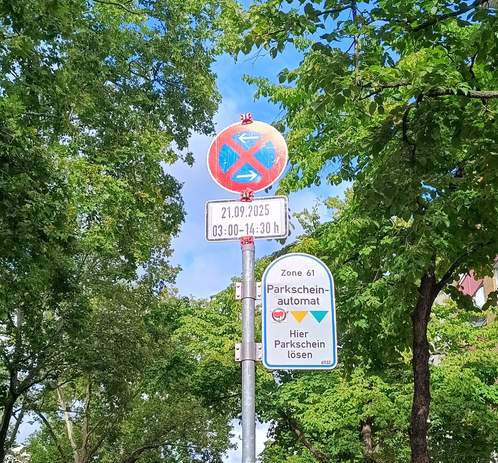 21.09.2025
03:00-14:30 h
Zone 61
Parkschein-
automat
Hier
Parkschein
lösen